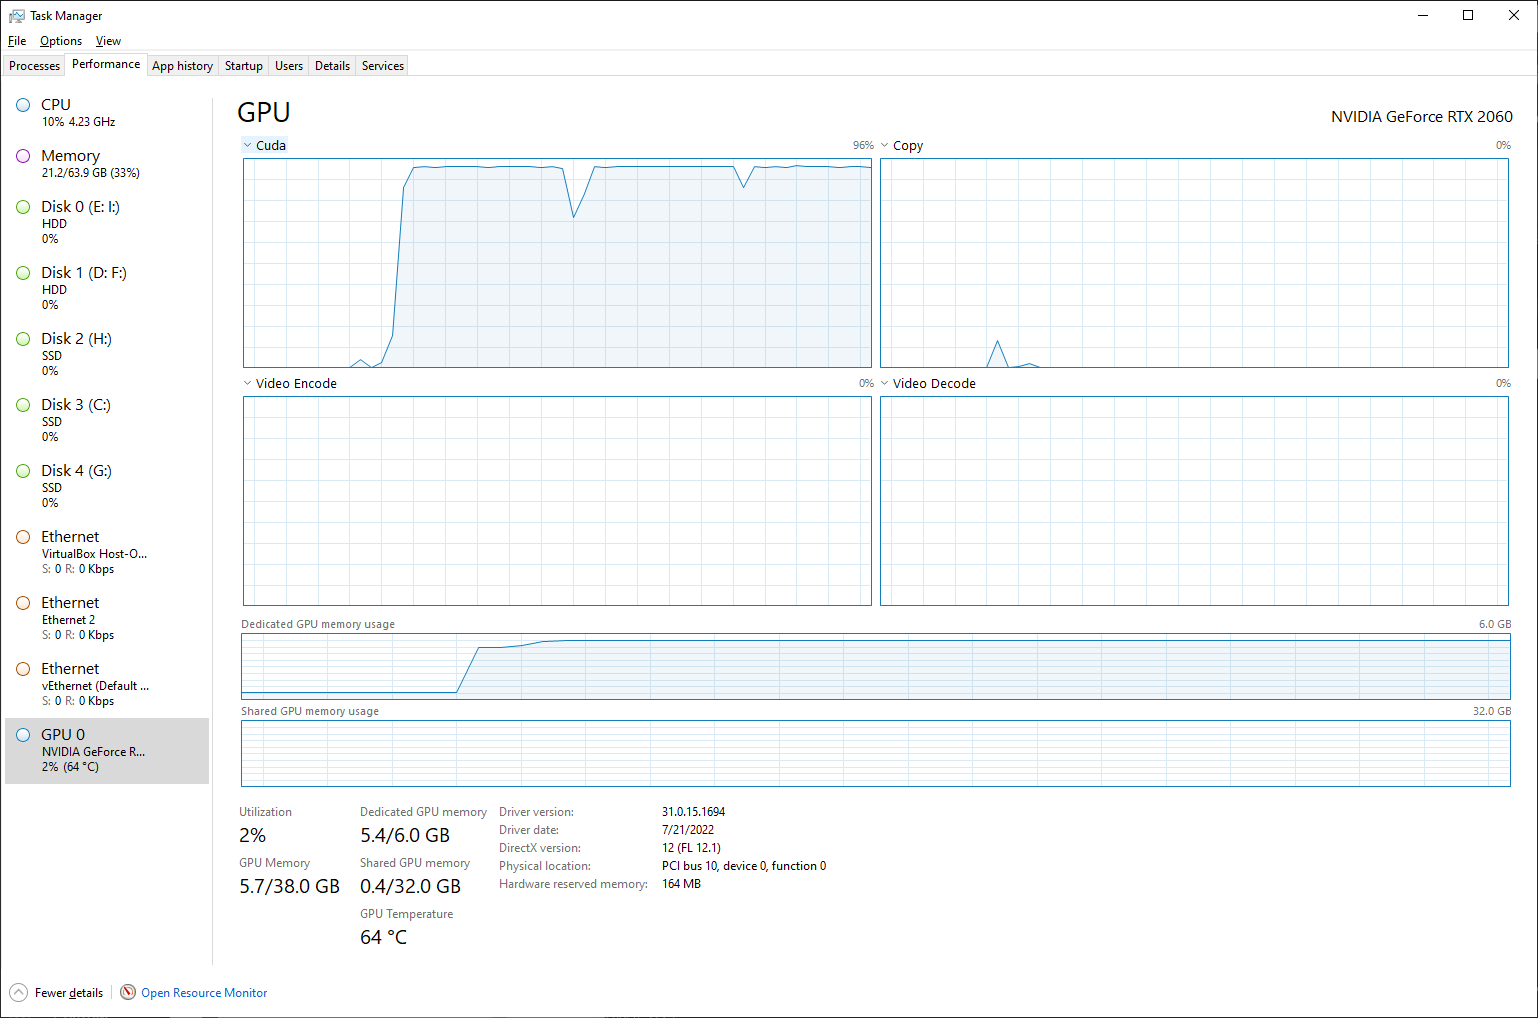 Task Manager
File Options View
Processes Performance App history Startup Users Details Services
CPU
10% 4.23 GHz
Memory
21.2/63.9 GB (33%)
Disk 0 (E: I:)
HDD
0%
Disk 1 (D: F:)
HDD
0%
Disk 2 (H:)
SSD
0%
Disk 3 (C:)
SSD
0%
Disk 4 (G:)
SSD
0%
Ethernet
VirtualBox Host-O...
S: 0 R: 0 Kbps
Ethernet
Ethernet 2
S: 0 R: 0 Kbps
Ethernet
vEthernet (Default ...
S: 0 R: 0 Kbps
GPU 0
NVIDIA GeForce R...
2% (64 °C)
GPU
NVIDIA GeForce RTX 2060
Cuda 96%
Copy 0%
Video Encode 0%
Video Decode 0%
Dedicated GPU memory usage 6.0 GB
Shared GPU memory usage 32.0 GB
Utilization
2%
Dedicated GPU memory
5.4/6.0 GB
GPU Memory
5.7/38.0 GB
Shared GPU memory
0.4/32.0 GB
GPU Temperature
64 °C
Driver version: 31.0.15.1694
Driver date: 7/21/2022
DirectX version: 12 (FL 12.1)
Physical location: PCI bus 10, device 0, function 0
Hardware reserved memory: 164 MB
Fewer details
Open Resource Monitor